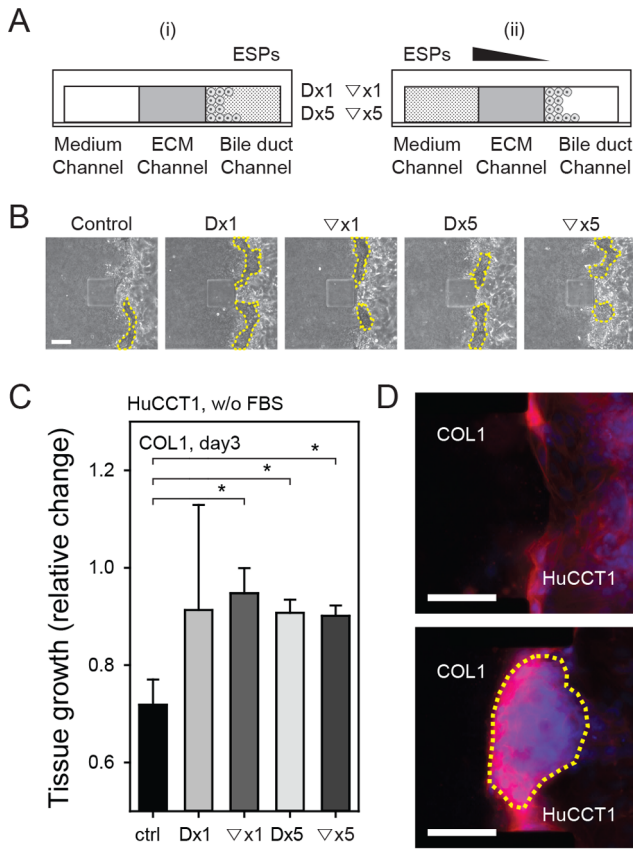 A
(i)
(ii)
ESPs
ESPs
Dx1 ▽x1
Dx5 ▽x5
Medium Channel
ECM Channel
Bile duct Channel
Medium Channel
ECM Channel
Bile duct Channel
B
Control
Dx1
▽x1
Dx5
▽x5
C
HuCCT1, w/o FBS
COL1, day3
*
*
*
Tissue growth (relative change)
1.2
1.0
0.8
0.6
ctrl
Dx1
▽x1
Dx5
▽x5
D
COL1
HuCCT1
COL1
HuCCT1